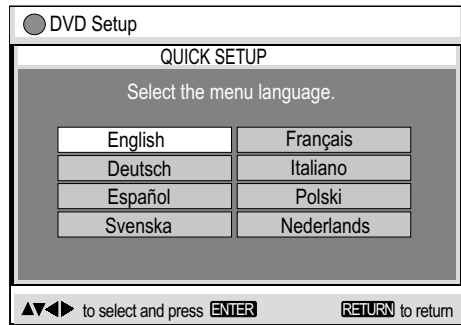 DVD Setup
QUICK SETUP
Select the menu language.
English Français
Deutsch Italiano
Español Polski
Svenska Nederlands
▲▼◀▶ to select and press ENTER RETURN to return